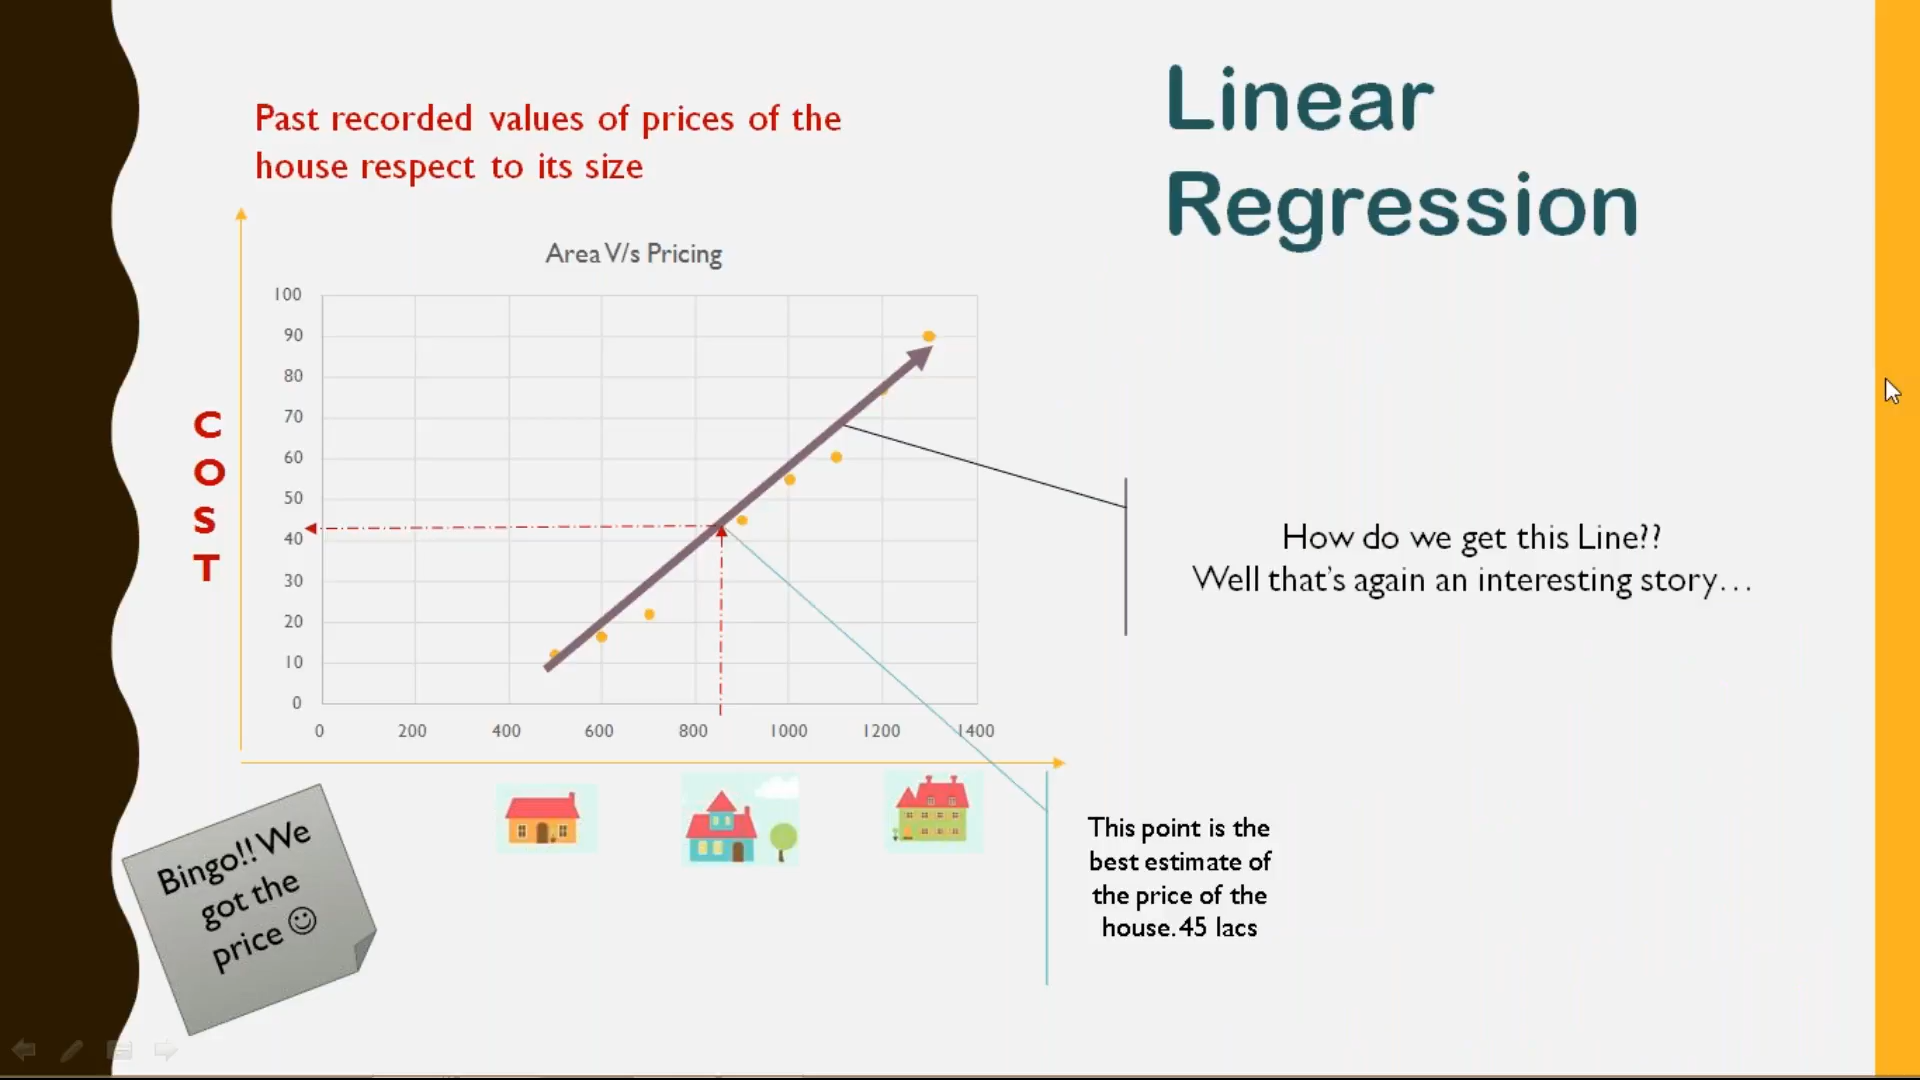 Linear
Regression
Past recorded values of prices of the
house respect to its size
Area V/s Pricing
100
90
80
70
60
50
40
30
20
10
0
0 200 400 600 800 1000 1200 1400
C
O
S
T
How do we get this Line??
Well that's again an interesting story...
This point is the
best estimate of
the price of the
house.45 lacs
Bingo!! We
got the
price ☺